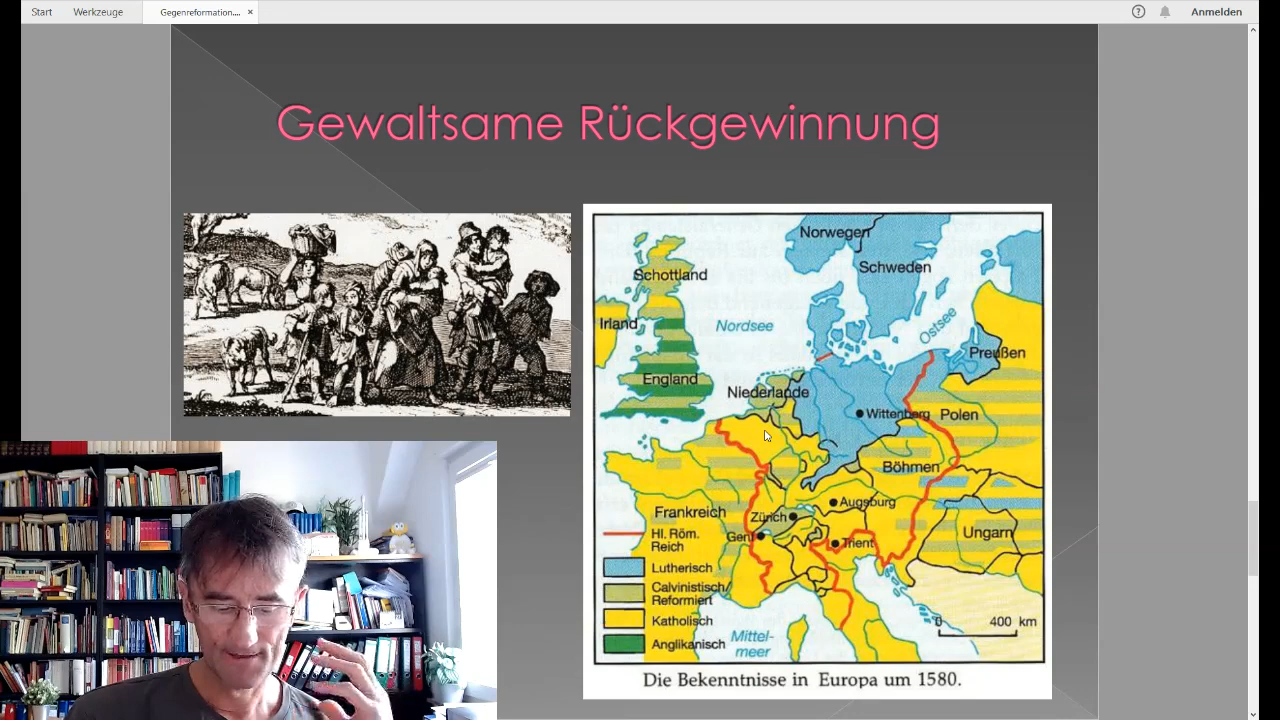 Start
Werkzeuge
Gegenreformation....
×
?
Anmelden
Gewaltsame Rückgewinnung
Norwegen
Schweden
Schottland
Irland
Nordsee
Ostsee
Preußen
England
Niederlande
Wittenberg
Polen
Böhmen
Augsburg
Frankreich
Zürich
Genf
Trient
Ungarn
Hl. Röm.
Reich
Lutherisch
Calvinistisch/
Reformiert
Katholisch
Anglikanisch
Mittel-
meer
0 400 km
Die Bekenntnisse in Europa um 1580.